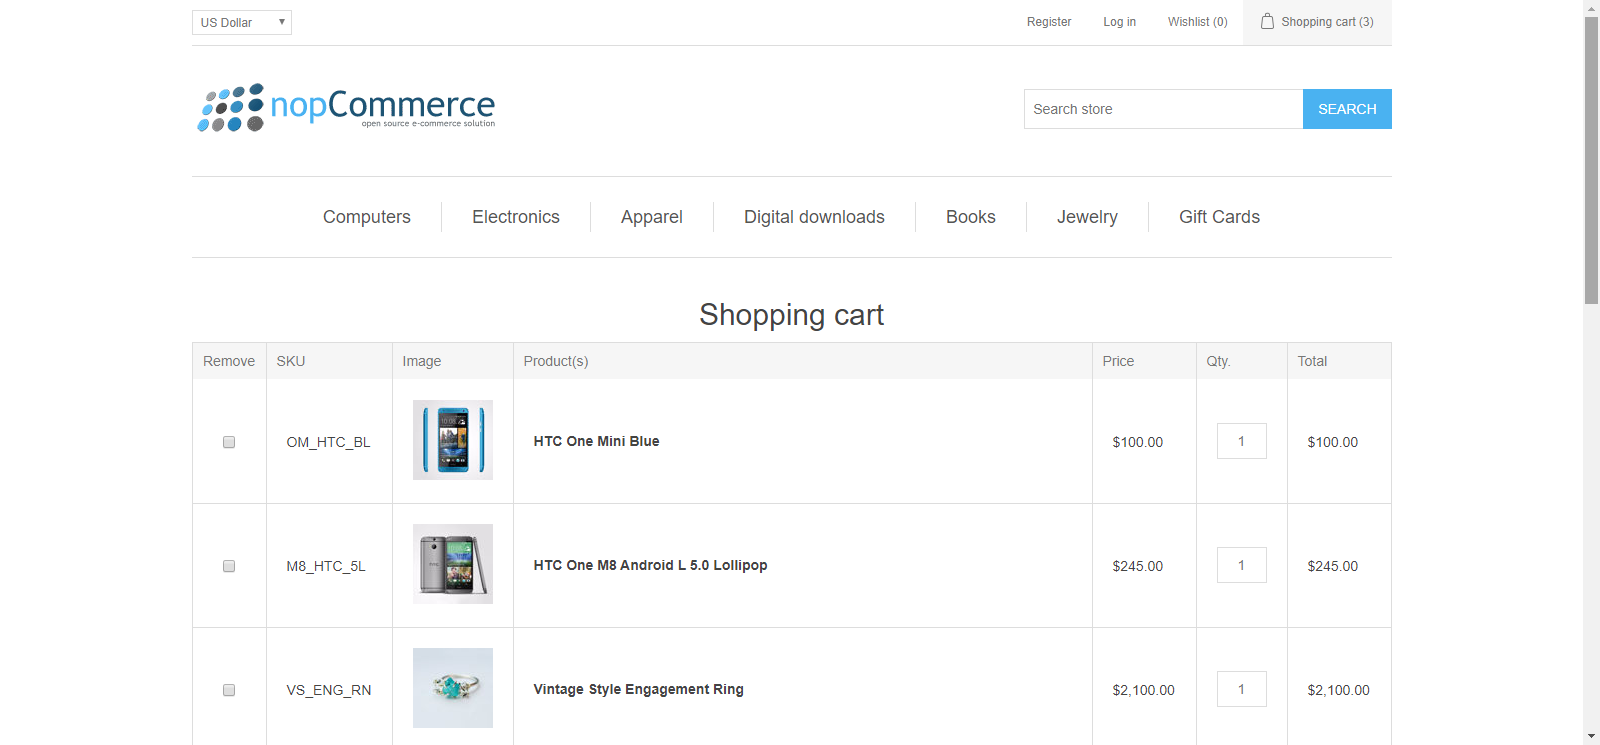 US Dollar
Register
Log in
Wishlist (0)
Shopping cart (3)
nopCommerce
open source e-commerce solution
Search store
SEARCH
Computers
Electronics
Apparel
Digital downloads
Books
Jewelry
Gift Cards
Shopping cart
Remove SKU Image Product(s) Price Qty. Total
OM_HTC_BL HTC One Mini Blue $100.00 1 $100.00
M8_HTC_5L HTC One M8 Android L 5.0 Lollipop $245.00 1 $245.00
VS_ENG_RN Vintage Style Engagement Ring $2,100.00 1 $2,100.00